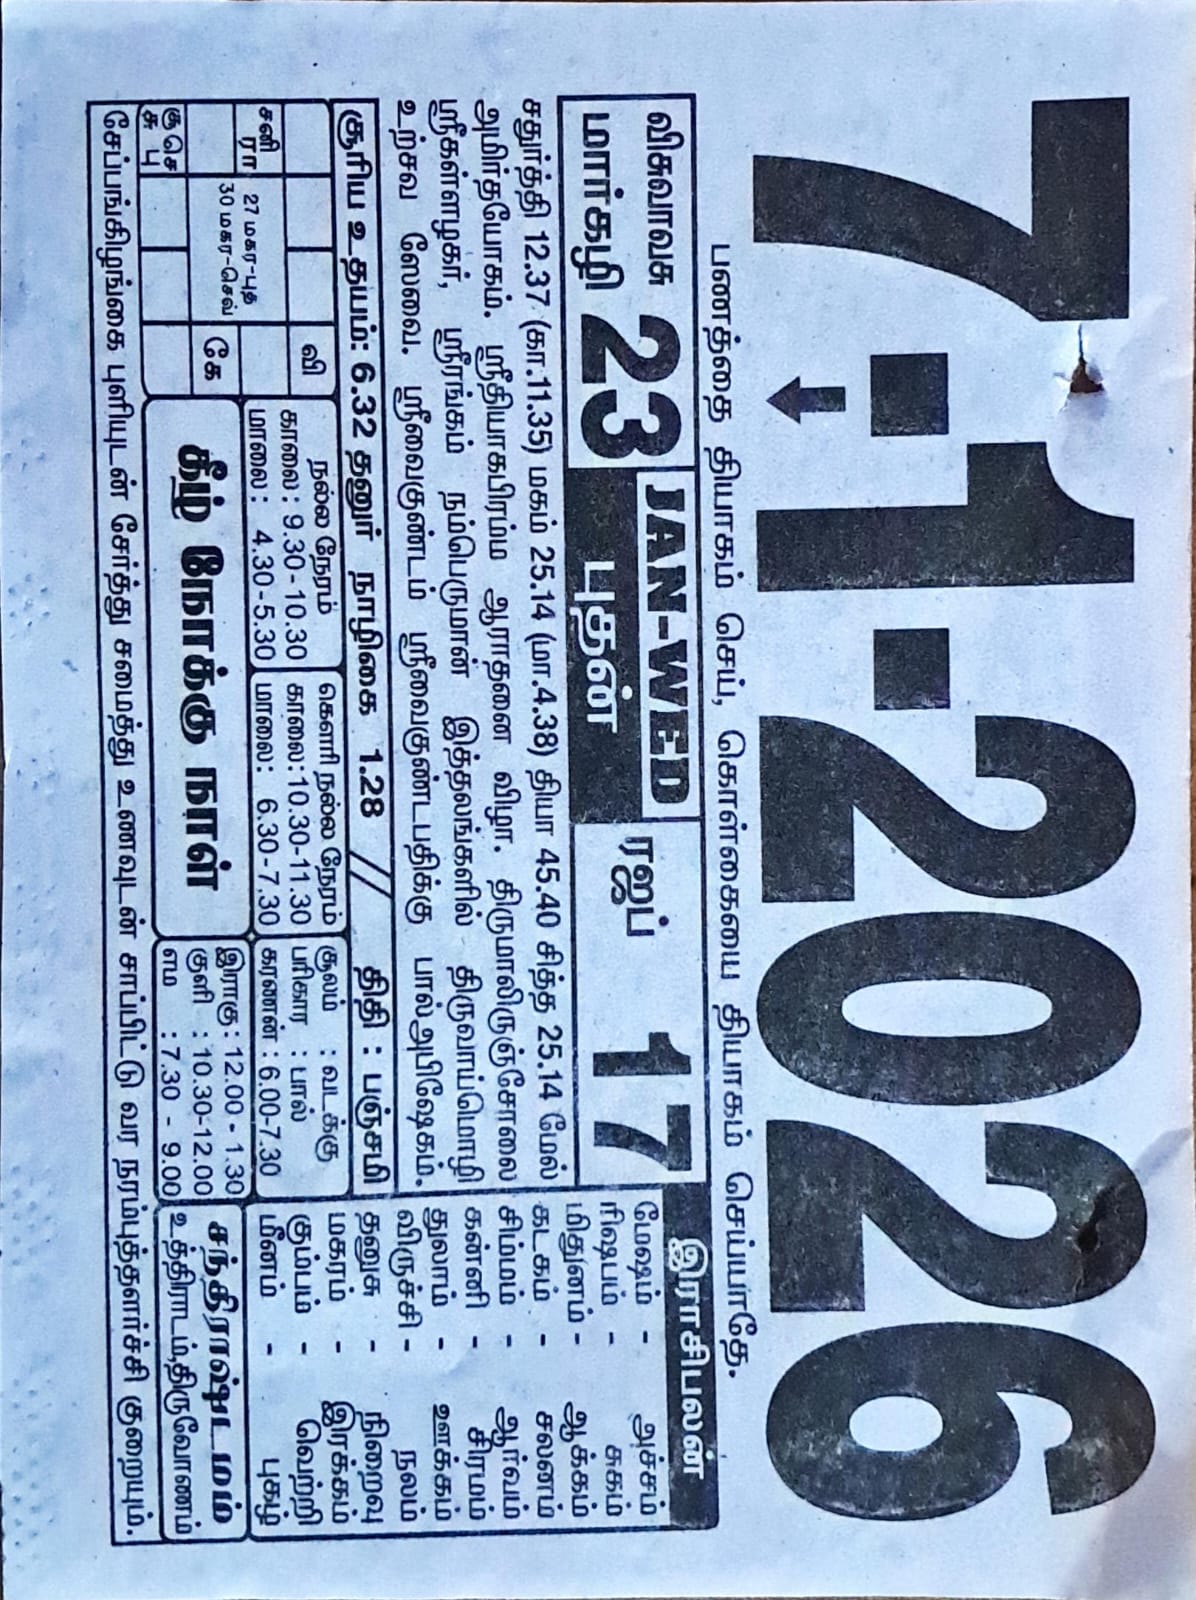 7-1-2026
பணத்தை தியாகம் செய், கொள்கையை தியாகம் செய்யாதே.
விசுவாவசு
மார்கழி 23
JAN-WED
புதன்
ரஜப் 17
சதுர்த்தி 12.37 (கா.11.35) மகம் 25.14 (மா.4.38) தியா 45.40 சித்த 25.14 மேல்
அமிர்தயோகம். ஸ்ரீதியாகபிரம்ம ஆராதனை விழா. திருமாலிருஞ்சோலை
ஸ்ரீகள்ளழகர், ஸ்ரீரங்கம் நம்பெருமான் இத்தலங்களில் திருவாய்மொழி
உற்சவ ஸேவை. ஸ்ரீவைகுண்டம் ஸ்ரீவைகுண்டபதிக்கு பால்அபிஷேகம்.
சூரிய உதயம்: 6.32 தனுர் நாழிகை 1.28 // திதி : பஞ்சமி
வி
சனி
ரா
27 மகர-புத
30 மகர-செவ்
கே
கு செ
சு பு
நல்ல நேரம்
காலை : 9.30 - 10.30
மாலை : 4.30 - 5.30
கெளரி நல்ல நேரம்
காலை:10.30-11.30
மாலை: 6.30-7.30
சூலம் : வடக்கு
பரிகார : பால்
கரணன் : 6.00-7.30
கீழ் நோக்கு நாள்
இராகு : 12.00 - 1.30
குளி : 10.30-12.00
எம : 7.30 - 9.00
இராசிபலன்
மேஷம் - அச்சம்
ரிஷபம் - சுகம்
மிதுனம் - ஆக்கம்
கடகம் - சலனம்
சிம்மம் - ஆர்வம்
கன்னி - சிரமம்
துலாம் - ஊக்கம்
விருச்சி - நலம்
தனுசு - நிறைவு
மகரம் - இரக்கம்
கும்பம் - வெற்றி
மீனம் - புகழ்
சந்திராஷ்டமம்
உத்திராடம்,திருவோணம்
சேப்பங்கிழங்கை புளியுடன் சேர்த்து சமைத்து உணவுடன் சாப்பிட்டு வர நரம்புத்தளர்ச்சி குறையும்.